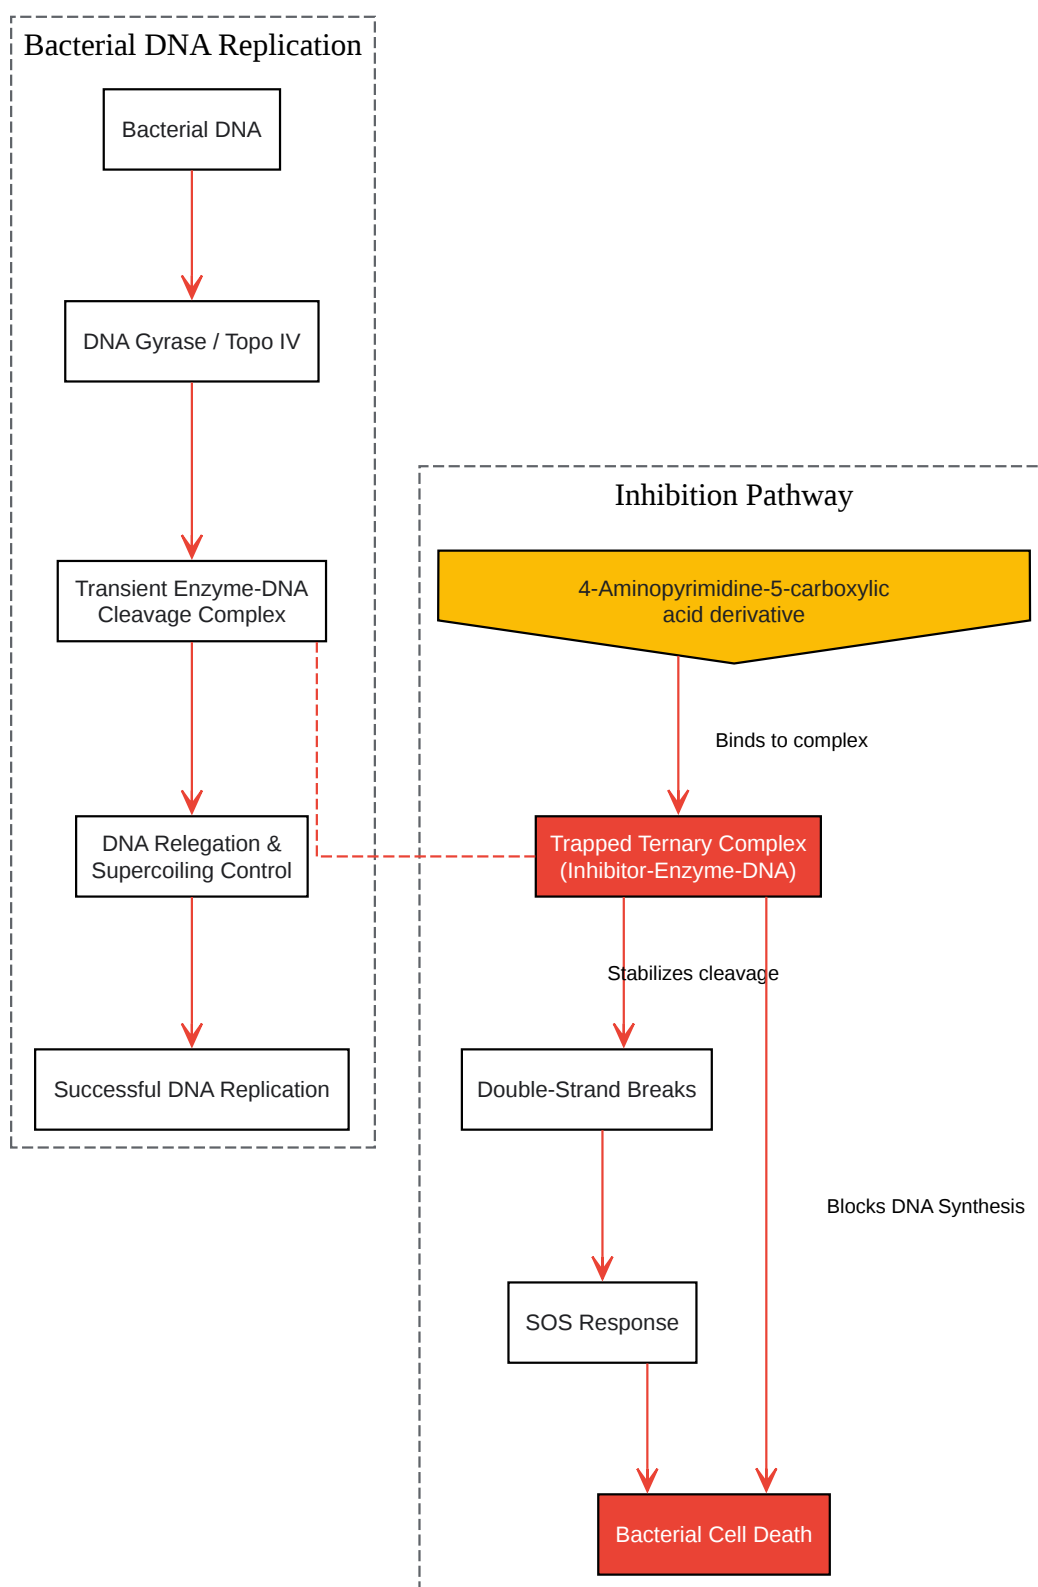 Bacterial DNA Replication
Bacterial DNA
DNA Gyrase / Topo IV
Transient Enzyme-DNA
Cleavage Complex
DNA Relegation &
Supercoiling Control
Successful DNA Replication
Inhibition Pathway
4-Aminopyrimidine-5-carboxylic
acid derivative
Binds to complex
Trapped Ternary Complex
(Inhibitor-Enzyme-DNA)
Stabilizes cleavage
Double-Strand Breaks
Blocks DNA Synthesis
SOS Response
Bacterial Cell Death